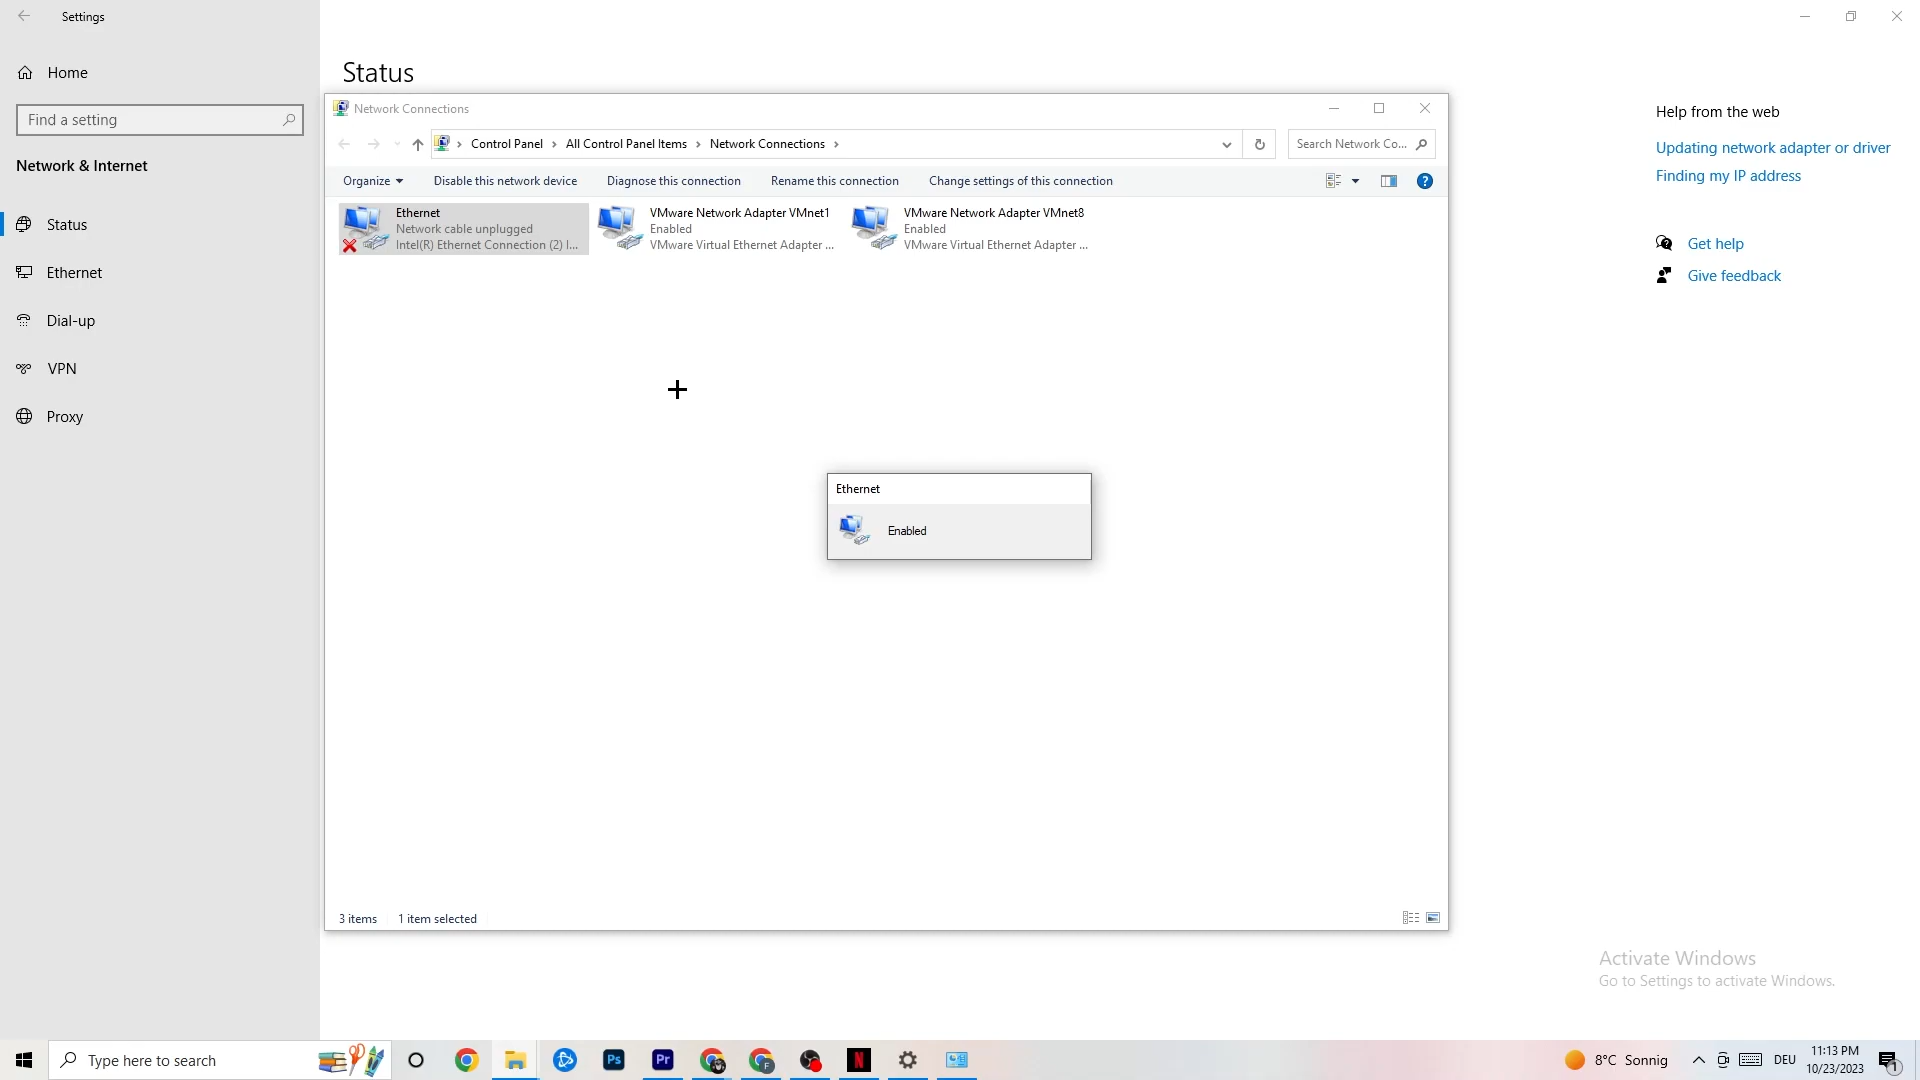 Settings
Home
Find a setting
Network & Internet
Status
Ethernet
Dial-up
VPN
Proxy
Status
Network Connections
Control Panel › All Control Panel Items › Network Connections ›
Search Network Co...
Organize
Disable this network device
Diagnose this connection
Rename this connection
Change settings of this connection
Ethernet
Network cable unplugged
Intel(R) Ethernet Connection (2) I...
VMware Network Adapter VMnet1
Enabled
VMware Virtual Ethernet Adapter ...
VMware Network Adapter VMnet8
Enabled
VMware Virtual Ethernet Adapter ...
Ethernet
Enabled
3 items
1 item selected
Help from the web
Updating network adapter or driver
Finding my IP address
Get help
Give feedback
Activate Windows
Go to Settings to activate Windows.
Type here to search
Ps
Pr
F
N
8°C Sonnig
DEU
11:13 PM
10/23/2023
1